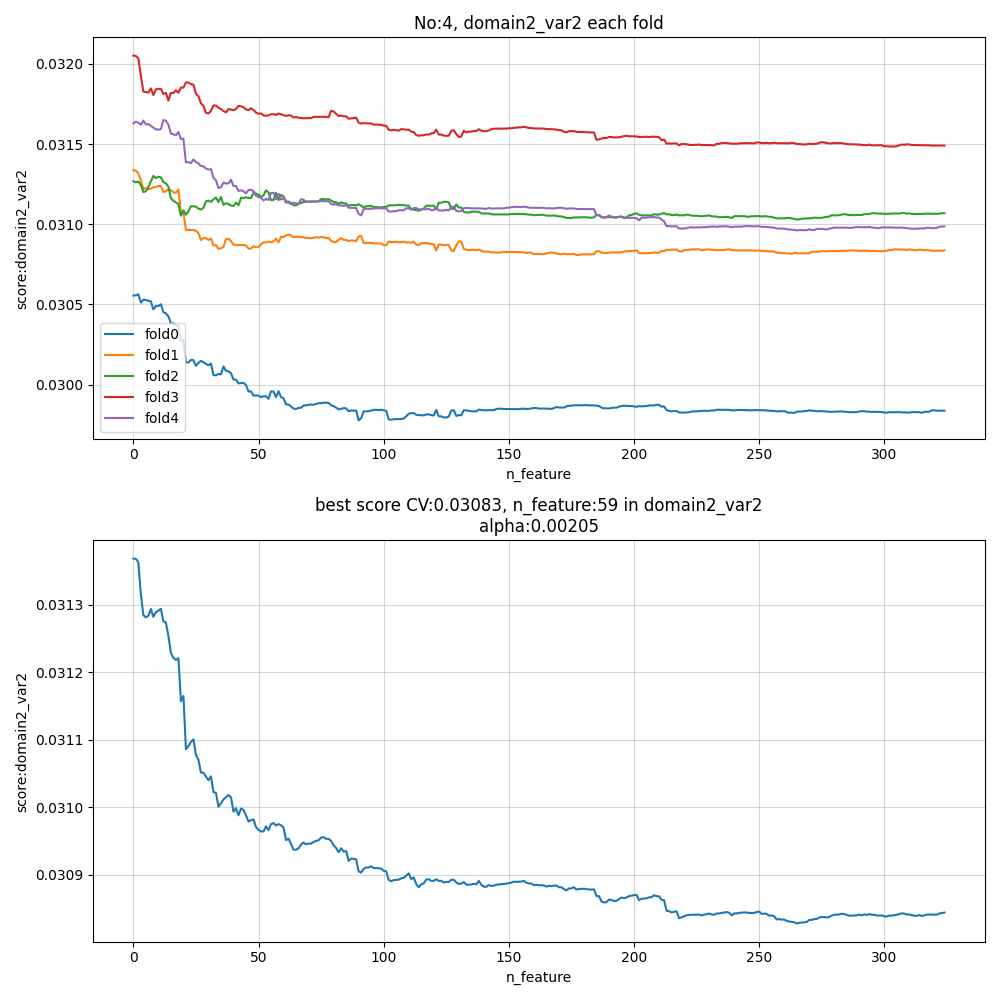 No:4, domain2_var2 each fold
score:domain2_var2
0.0320
0.0315
0.0310
0.0305
0.0300
fold0
fold1
fold2
fold3
fold4
0 50 100 150 200 250 300
n_feature
best score CV:0.03083, n_feature:59 in domain2_var2
alpha:0.00205
score:domain2_var2
0.0313
0.0312
0.0311
0.0310
0.0309
0 50 100 150 200 250 300
n_feature